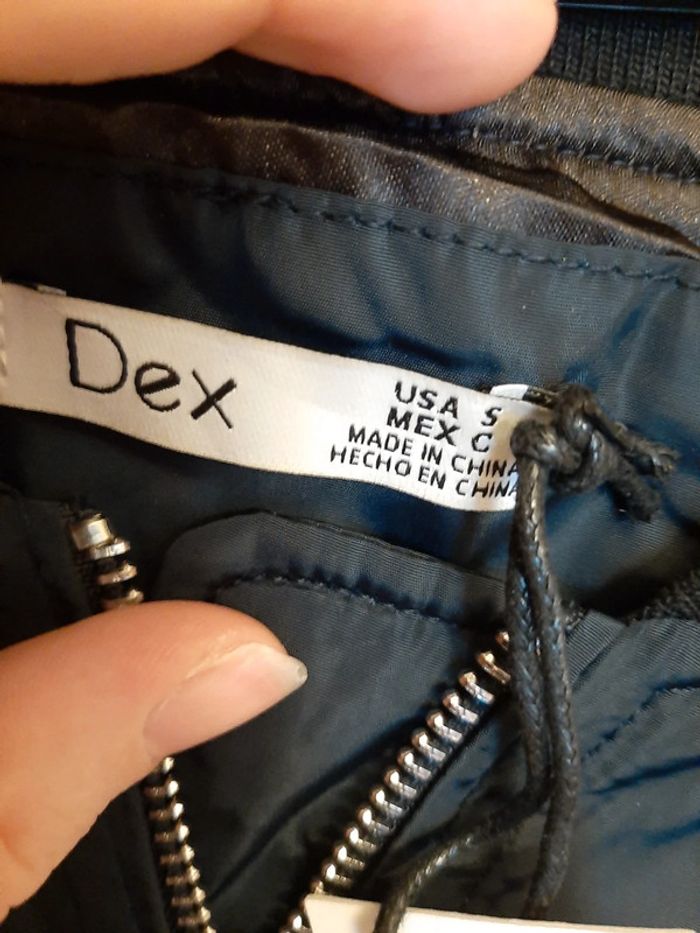 Dex
USA S
MEX C
MADE IN CHINA
HECHO EN CHINA